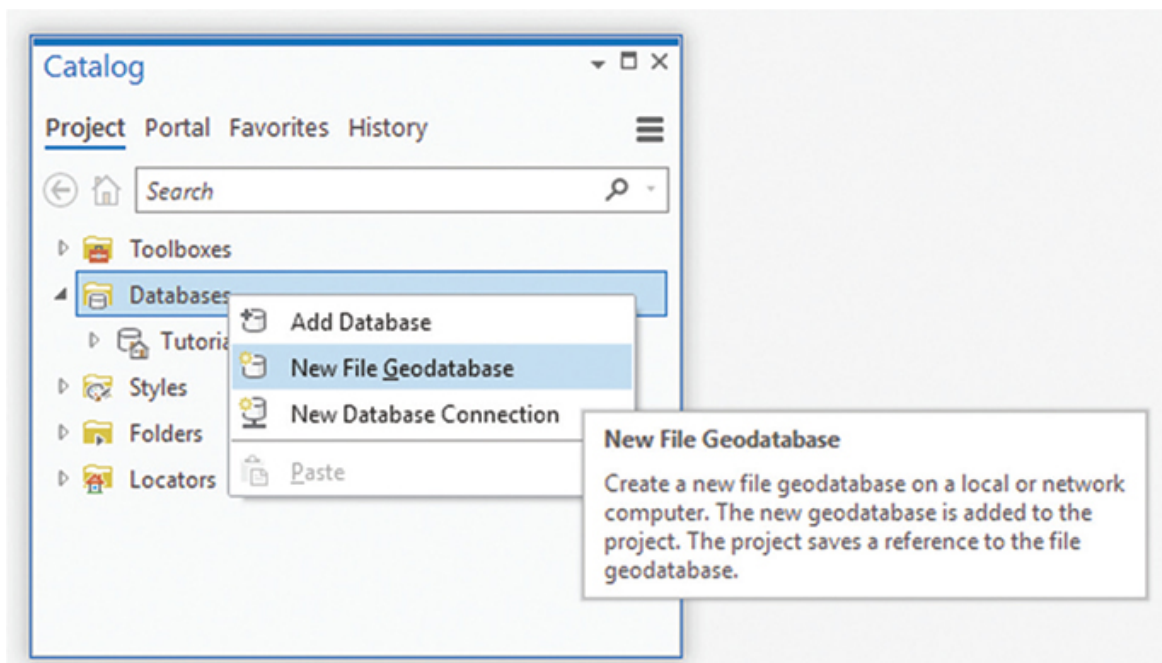 Catalog
Project Portal Favorites History
Search
Toolboxes
Databases
Add Database
Tutoria
New File Geodatabase
Styles
New Database Connection
Folders
New File Geodatabase
Paste
Locators
Create a new file geodatabase on a local or network
computer. The new geodatabase is added to the
project. The project saves a reference to the file
geodatabase.